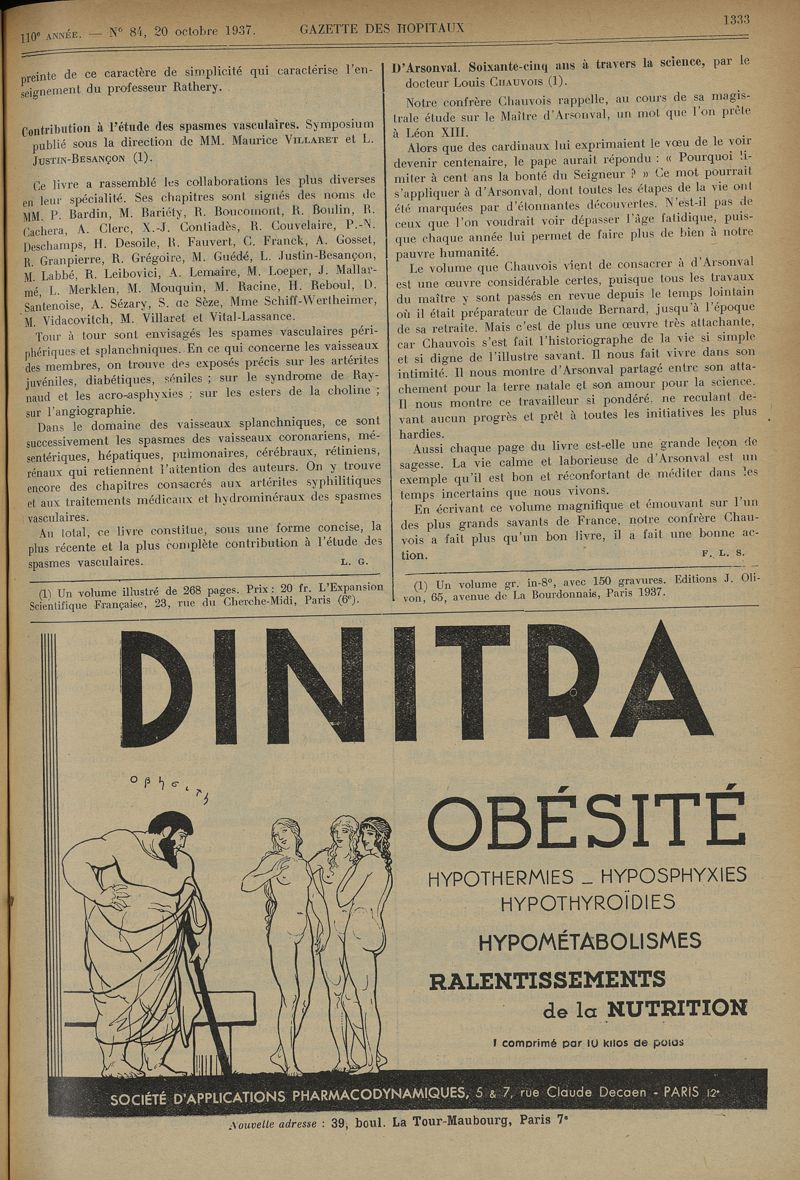 110e ANNÉE. — N° 84, 20 octobre 1937.
GAZETTE DES HOPITAUX
1333
preinte de ce caractère de simplicité qui caractérise l'en-
seignement du professeur Rathery.
Contribution à l'étude des spasmes vasculaires. Symposium
publié sous la direction de MM. Maurice VILLARET et L.
JUSTIN-BESANÇON (1).
Ce livre a rassemblé les collaborations les plus diverses
en leur spécialité. Ses chapitres sont signés des noms de
MM. P. Bardin, M. Bariéty, R. Boucomont, R. Boulin, R.
Cachera, A. Clerc, X.-J. Contiadès, R. Couvelaire, P.-N.
Deschamps, H. Desoile, R. Fauvert, C. Franck, A. Gosset,
R. Granpierre, R. Grégoire, M. Guédé, L. Justin-Besançon,
M. Labbé, R. Leibovici, A. Lemaire, M. Loeper, J. Mallar-
mé, L. Merklen, M. Mouquin, M. Racine, H. Reboul, D.
Santenoise, A. Sézary, S. de Sèze, Mme Schiff-Wertheimer,
M. Vidacovitch, M. Villaret et Vital-Lassance.
Tour à tour sont envisagés les spames vasculaires péri-
phériques et splanchniques. En ce qui concerne les vaisseaux
des membres, on trouve des exposés précis sur les artérites
juvéniles, diabétiques, séniles ; sur le syndrome de Ray-
naud et les acro-asphyxies ; sur les esters de la choline ;
sur l'angiographie.
Dans le domaine des vaisseaux splanchniques, ce sont
successivement les spasmes des vaisseaux coronariens, mé-
sentériques, hépatiques, pulmonaires, cérébraux, rétiniens,
rénaux qui retiennent l'attention des auteurs. On y trouve
encore des chapitres consacrés aux artérites syphilitiques
et aux traitements médicaux et hydrominéraux des spasmes
vasculaires.
Au total, ce livre constitue, sous une forme concise, la
plus récente et la plus complète contribution à l'étude des
spasmes vasculaires. L. G.
(1) Un volume illustré de 268 pages. Prix : 20 fr. L'Expansion
Scientifique Française, 23, rue du Cherche-Midi, Paris (6e).
D'Arsonval. Soixante-cinq ans à travers la science, par le
docteur Louis CHAUVOIS (1).
Notre confrère Chauvois rappelle, au cours de sa magis-
trale étude sur le Maître d'Arsonval, un mot que l'on prête
à Léon XIII.
Alors que des cardinaux lui exprimaient le vœu de le voir
devenir centenaire, le pape aurait répondu : « Pourquoi li-
miter à cent ans la bonté du Seigneur ? » Ce mot pourrait
s'appliquer à d'Arsonval, dont toutes les étapes de la vie ont
été marquées par d'étonnantes découvertes. N'est-il pas de
ceux que l'on voudrait voir dépasser l'âge fatidique, puis-
que chaque année lui permet de faire plus de bien à notre
pauvre humanité.
Le volume que Chauvois vient de consacrer à d'Arsonval
est une œuvre considérable certes, puisque tous les travaux
du maître y sont passés en revue depuis le temps lointain
où il était préparateur de Claude Bernard, jusqu'à l'époque
de sa retraite. Mais c'est de plus une œuvre très attachante,
car Chauvois s'est fait l'historiographe de la vie si simple
et si digne de l'illustre savant. Il nous fait vivre dans son
intimité. Il nous montre d'Arsonval partagé entre son atta-
chement pour la terre natale et son amour pour la science.
Il nous montre ce travailleur si pondéré, ne reculant de-
vant aucun progrès et prêt à toutes les initiatives les plus
hardies.
Aussi chaque page du livre est-elle une grande leçon de
sagesse. La vie calme et laborieuse de d'Arsonval est un
exemple qu'il est bon et réconfortant de méditer dans les
temps incertains que nous vivons.
En écrivant ce volume magnifique et émouvant sur l'un
des plus grands savants de France, notre confrère Chau-
vois a fait plus qu'un bon livre, il a fait une bonne ac-
tion. F. L. S.
(1) Un volume gr. in-8°, avec 150 gravures. Editions J. Oli-
von, 65, avenue de La Bourdonnais, Paris 1937.
DINITRA
OBÉSITÉ
HYPOTHERMIES _ HYPOSPHYXIES
HYPOTHYROÏDIES
HYPOMÉTABOLISMES
RALENTISSEMENTS
de la NUTRITION
1 comprimé par 10 kilos de poids
SOCIÉTÉ D'APPLICATIONS PHARMACODYNAMIQUES, 5 & 7, rue Claude Decaen - PARIS 12e
Nouvelle adresse : 39, boul. La Tour-Maubourg, Paris 7e